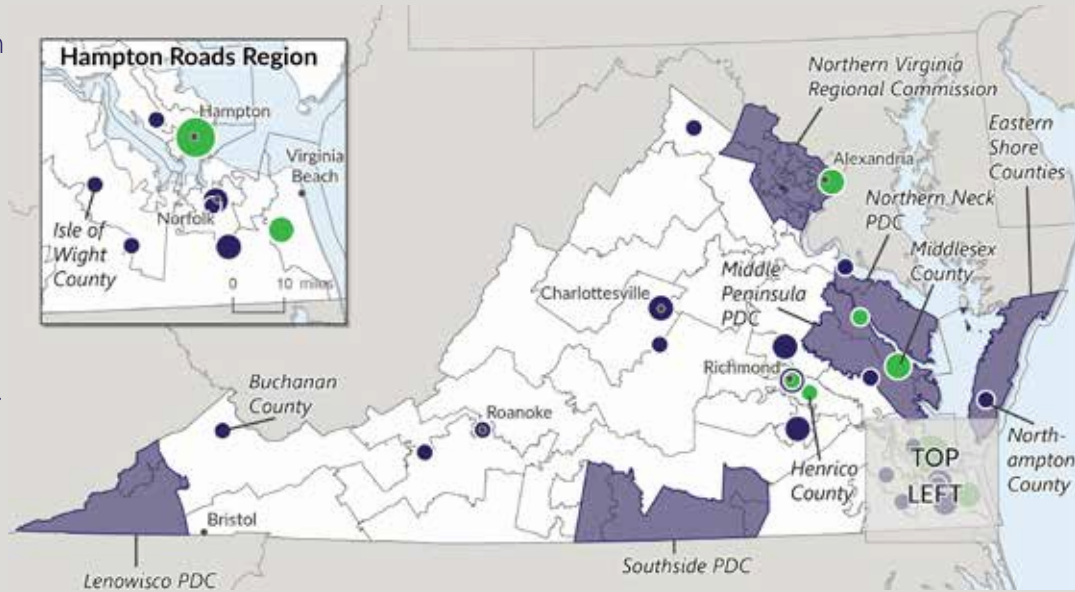 Hampton Roads Region
Hampton
Virginia
Beach
Norfolk
Isle of
Wight
County
0 10 miles
Northern Virginia
Regional Commission
Eastern
Shore
Counties
Alexandria
Northern Neck
PDC
Middlesex
County
Middle
Peninsula
PDC
Charlottesville
Richmond
Buchanan
County
Roanoke
Henrico
County
TOP
LEFT
North-
ampton
County
Bristol
Lenowisco PDC
Southside PDC